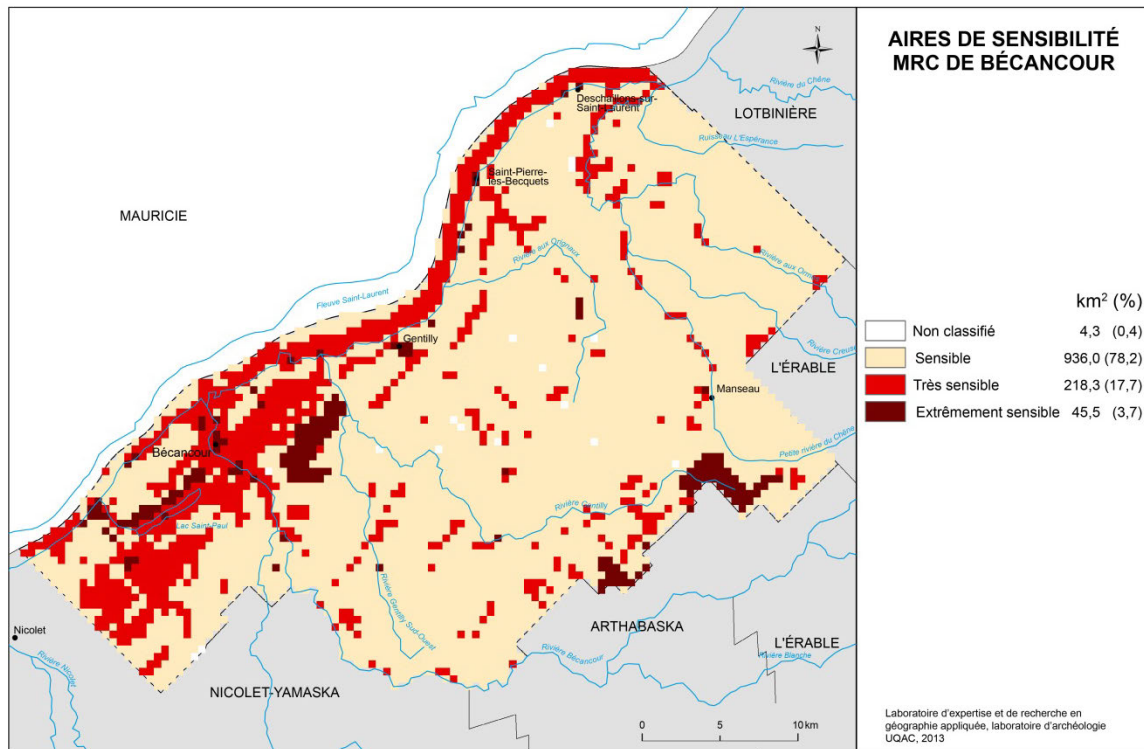 AIRES DE SENSIBILITÉ
MRC DE BÉCANCOUR
Rivière du Chêne
Deschaillons-sur-
Saint-Laurent
LOTBINIÈRE
Ruisseau L'Espérance
Saint-Pierre-
les-Becquets
MAURICIE
Rivière aux Orignaux
Rivière aux Ormes
Fleuve Saint-Laurent
km² (%)
Non classifié 4,3 (0,4)
Sensible 936,0 (78,2)
Très sensible 218,3 (17,7)
Extrêmement sensible 45,5 (3,7)
Gentilly
Rivière Creuse
L'ÉRABLE
Manseau
Bécancour
Petite rivière du Chêne
Rivière Gentilly
Lac Saint-Paul
Rivière Gentilly Sud-Ouest
ARTHABASKA
Nicolet
L'ÉRABLE
Rivière Bécancour
Rivière Blanche
Rivière Nicolet
NICOLET-YAMASKA
0 5 10 km
Laboratoire d'expertise et de recherche en
géographie appliquée, laboratoire d'archéologie
UQAC, 2013